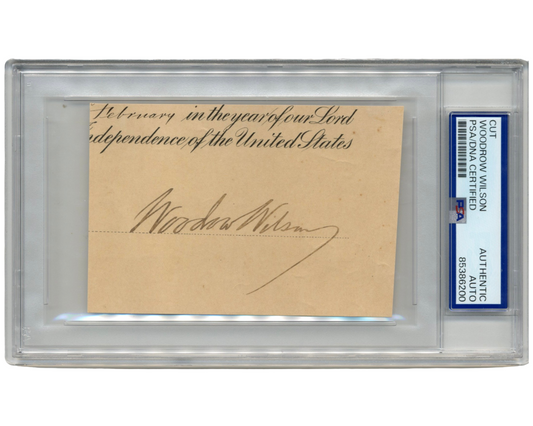 February in the year of our Lord
Independence of the United States
Woodrow Wilson
CUT
WOODROW WILSON
PSA/DNA CERTIFIED
PSA
AUTHENTIC
AUTO
85386200